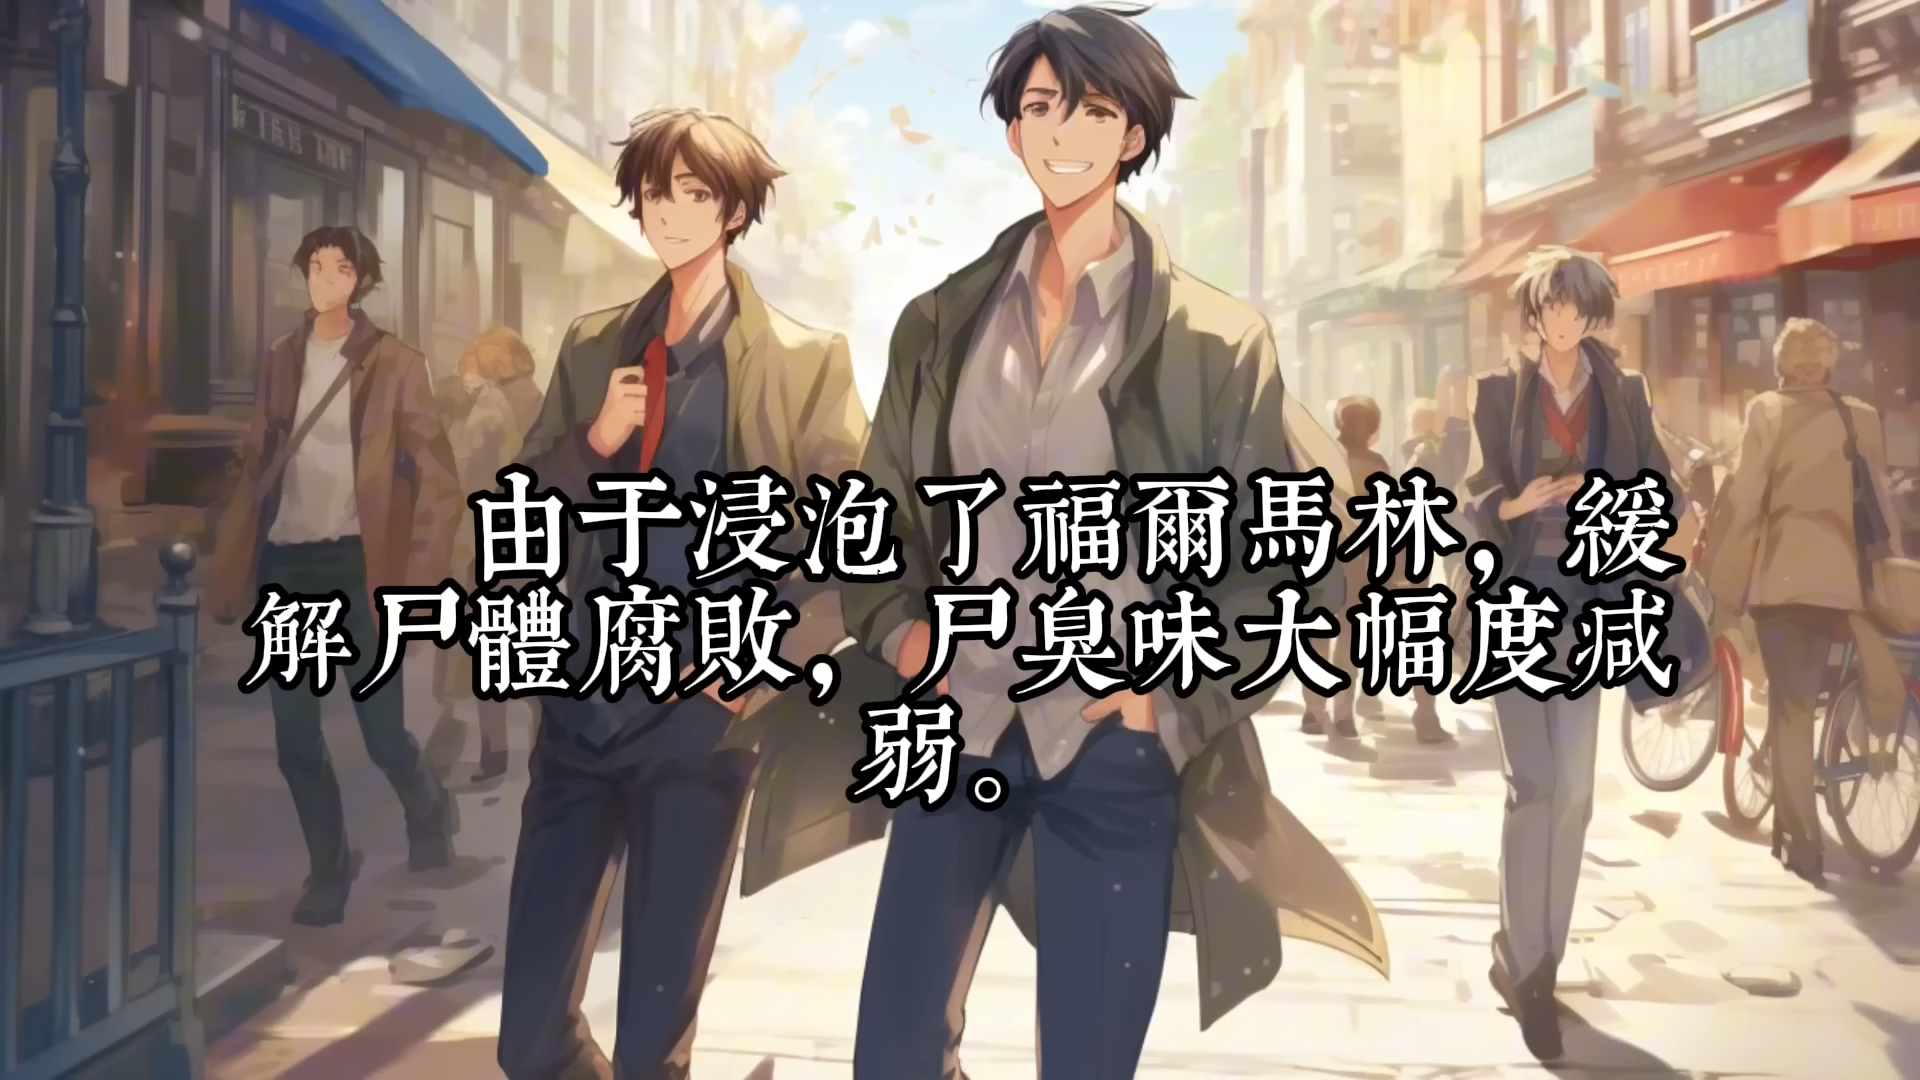 由于浸泡了福爾馬林，緩
解尸體腐敗，尸臭味大幅度减
弱。